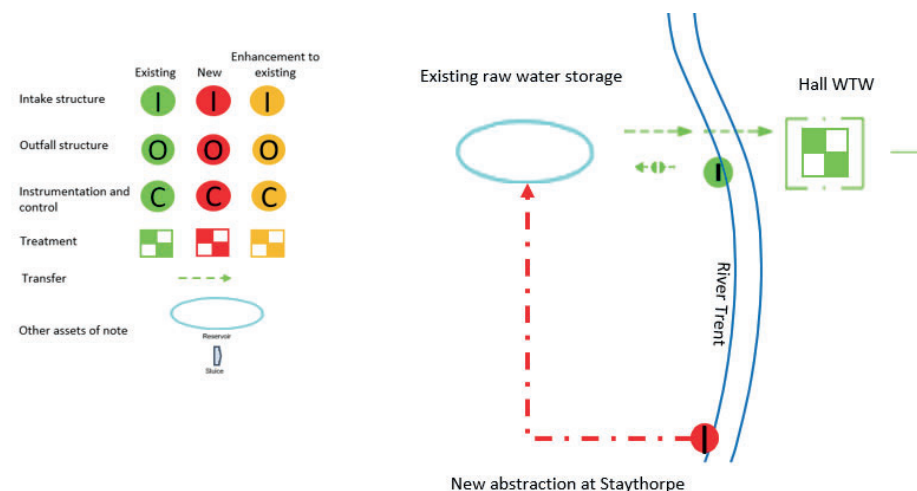 Existing
New
Enhancement to
existing
Intake structure
I
I
I
Outfall structure
O
O
O
Instrumentation and
control
C
C
C
Treatment
Transfer
Other assets of note
Reservoir
Sluice
Existing raw water storage
Hall WTW
I
River Trent
I
New abstraction at Staythorpe